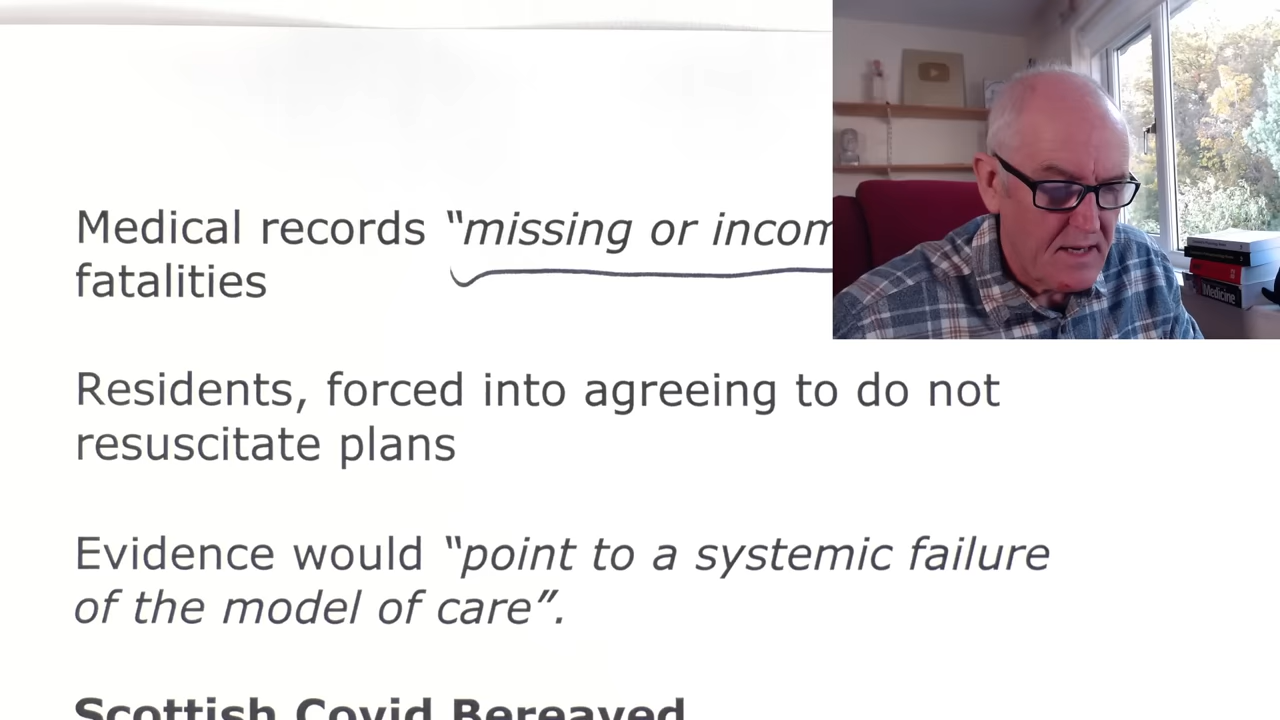 Medical records “missing or incom
fatalities
Residents, forced into agreeing to do not
resuscitate plans
Evidence would “point to a systemic failure
of the model of care”.
Scottish Covid Bereaved
Medicine